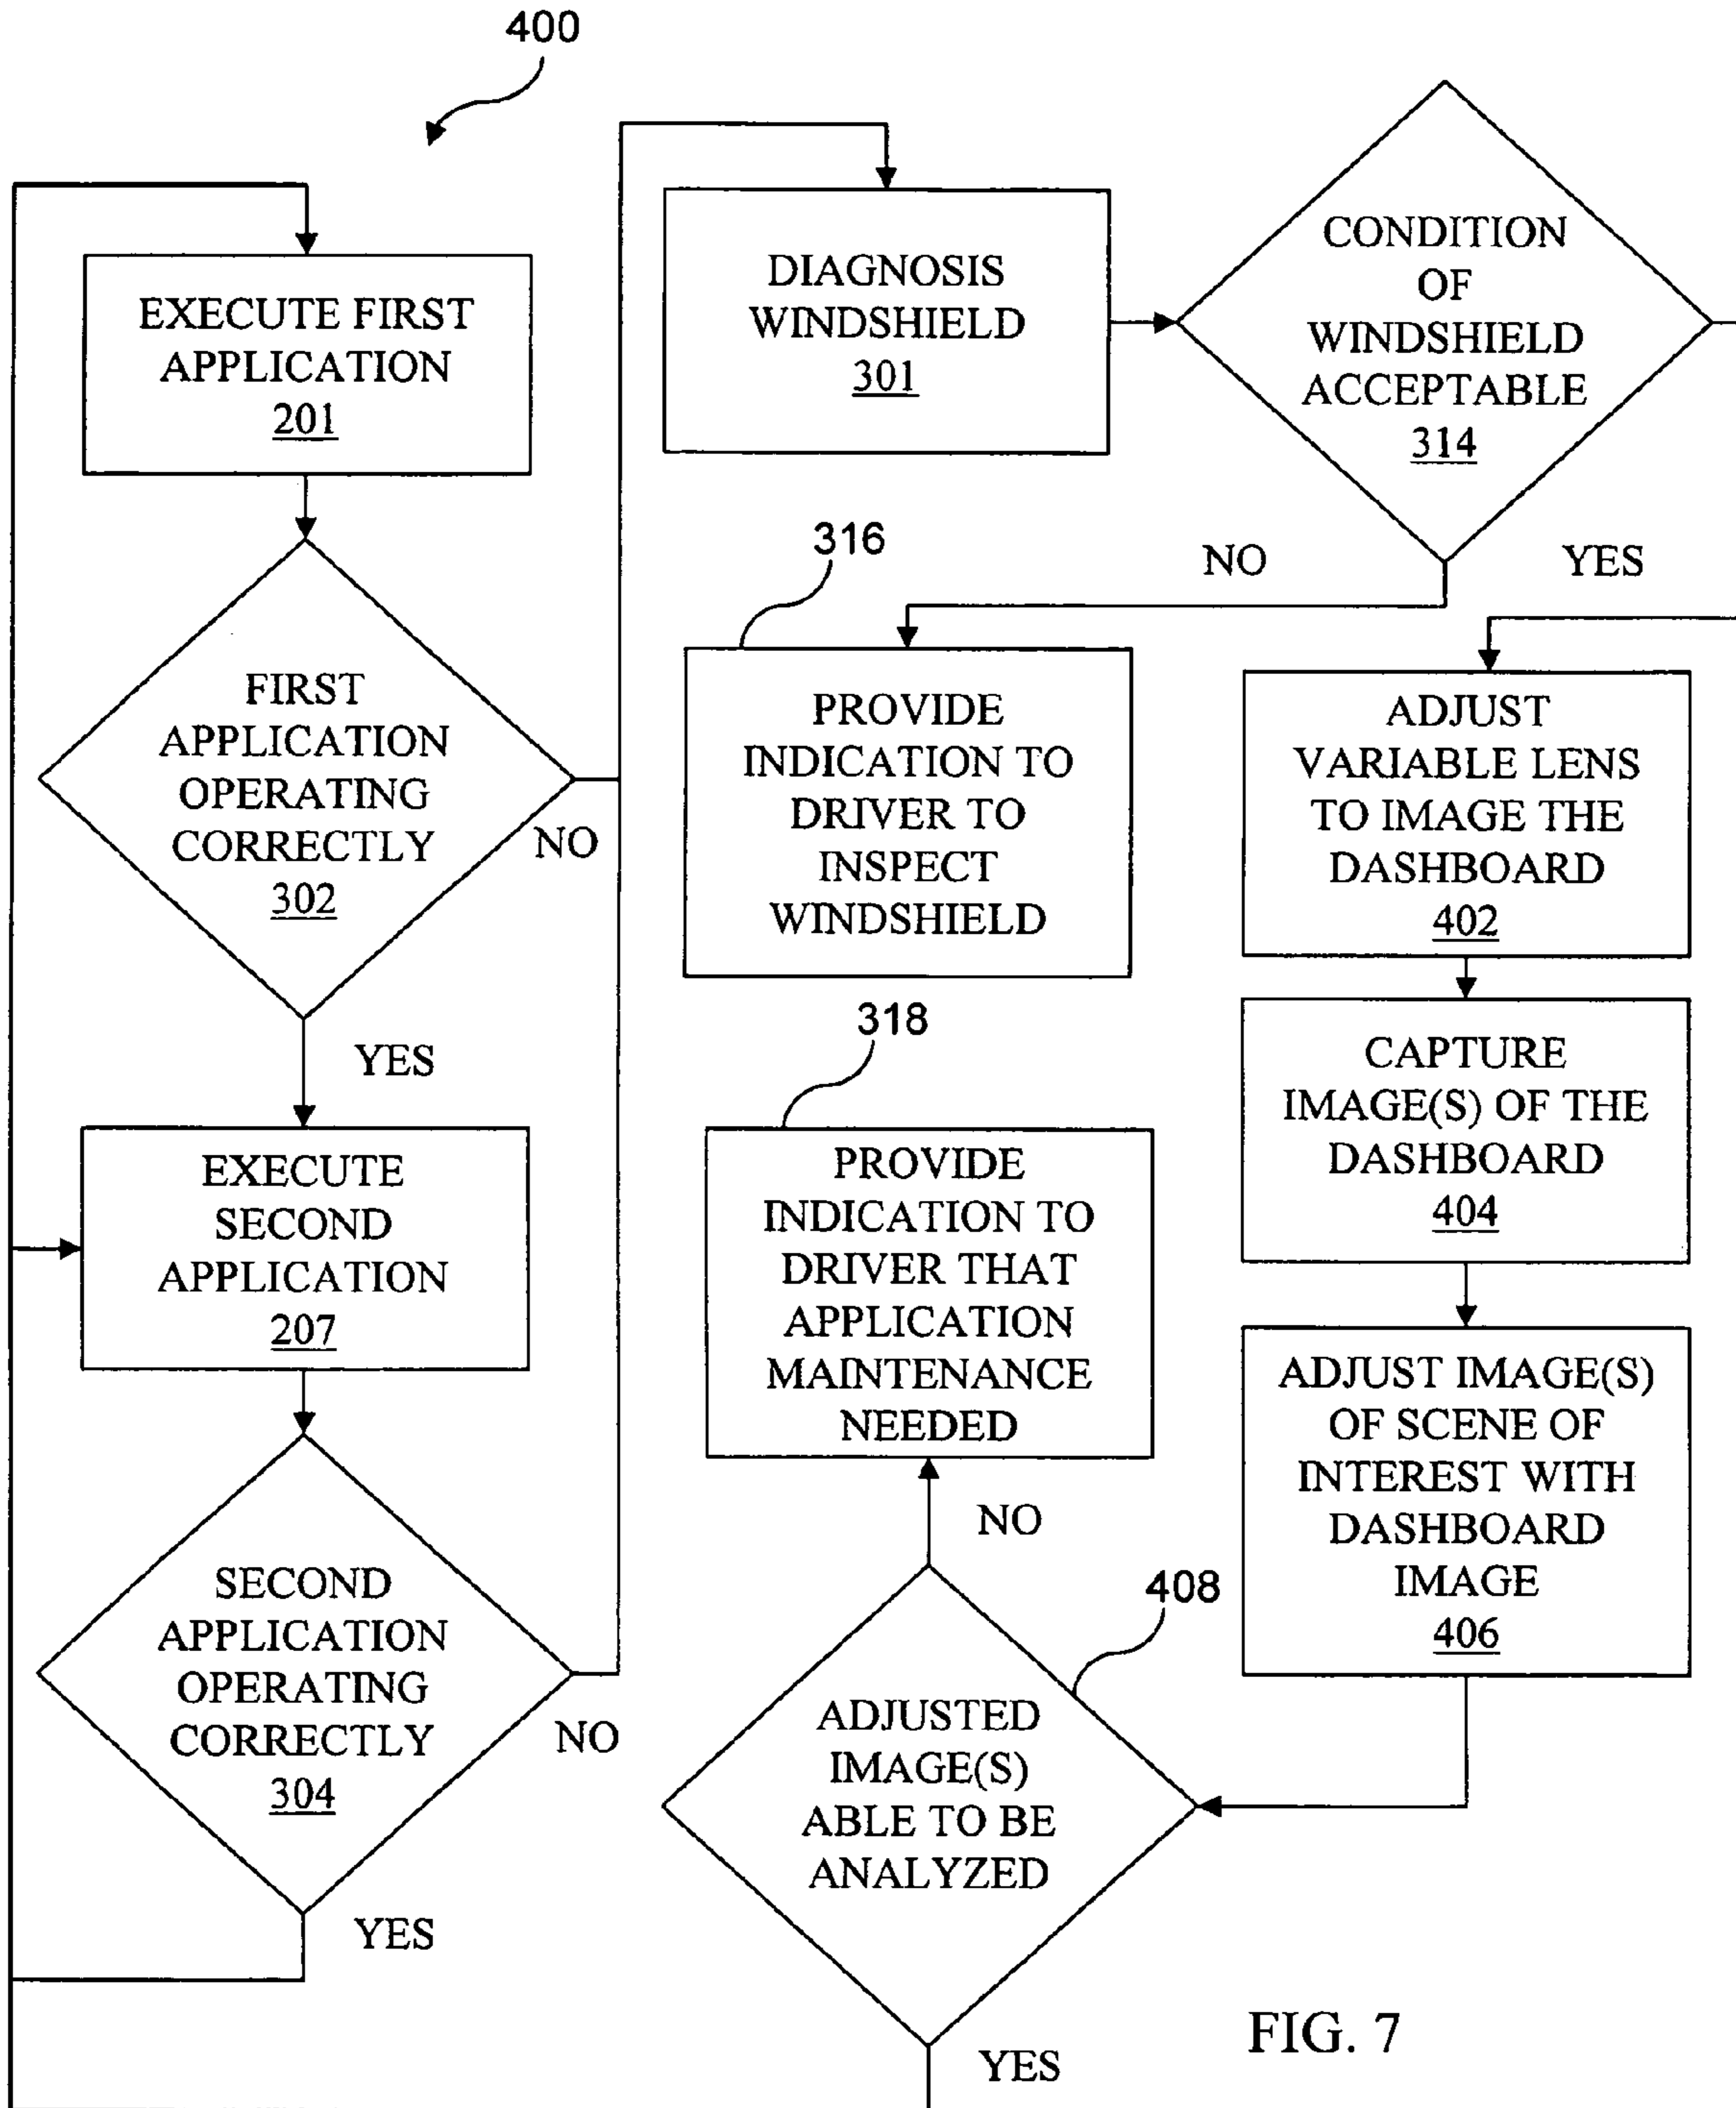 400
EXECUTE FIRST
APPLICATION
201
FIRST
APPLICATION
OPERATING
CORRECTLY
302
NO
YES
EXECUTE
SECOND
APPLICATION
207
SECOND
APPLICATION
OPERATING
CORRECTLY
304
NO
YES
DIAGNOSIS
WINDSHIELD
301
CONDITION
OF
WINDSHIELD
ACCEPTABLE
314
NO
YES
316
PROVIDE
INDICATION TO
DRIVER TO
INSPECT
WINDSHIELD
ADJUST
VARIABLE LENS
TO IMAGE THE
DASHBOARD
402
CAPTURE
IMAGE(S) OF THE
DASHBOARD
404
ADJUST IMAGE(S)
OF SCENE OF
INTEREST WITH
DASHBOARD
IMAGE
406
408
ADJUSTED
IMAGE(S)
ABLE TO BE
ANALYZED
NO
YES
318
PROVIDE
INDICATION TO
DRIVER THAT
APPLICATION
MAINTENANCE
NEEDED
FIG. 7